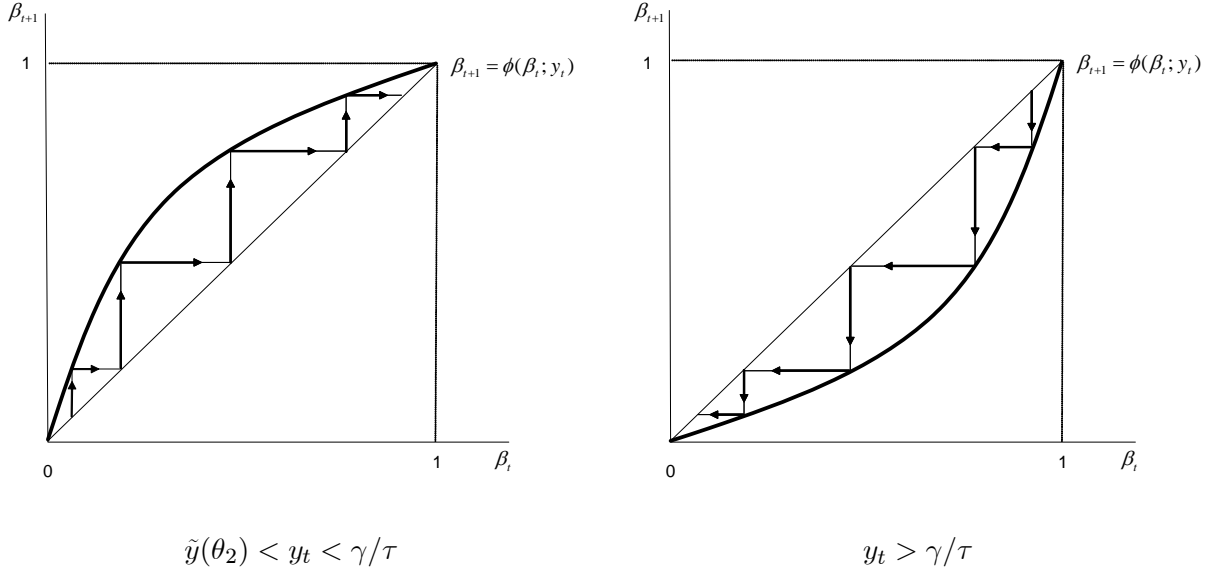 β_{t+1}
1
β_{t+1} = ϕ(β_t; y_t)
0
1
β_t
ỹ(θ_2) < y_t < γ/τ
β_{t+1}
1
β_{t+1} = ϕ(β_t; y_t)
0
1
β_t
y_t > γ/τ